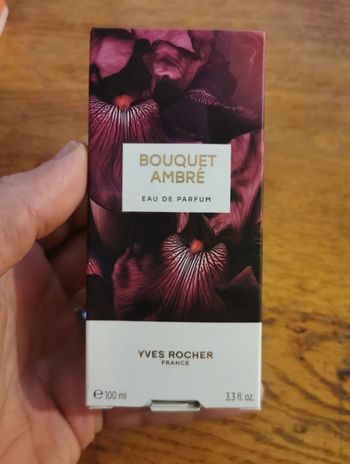 BOUQUET
AMBRÉ
EAU DE PARFUM
YVES ROCHER
FRANCE
℮ 100 ml 3.3 fl. oz.